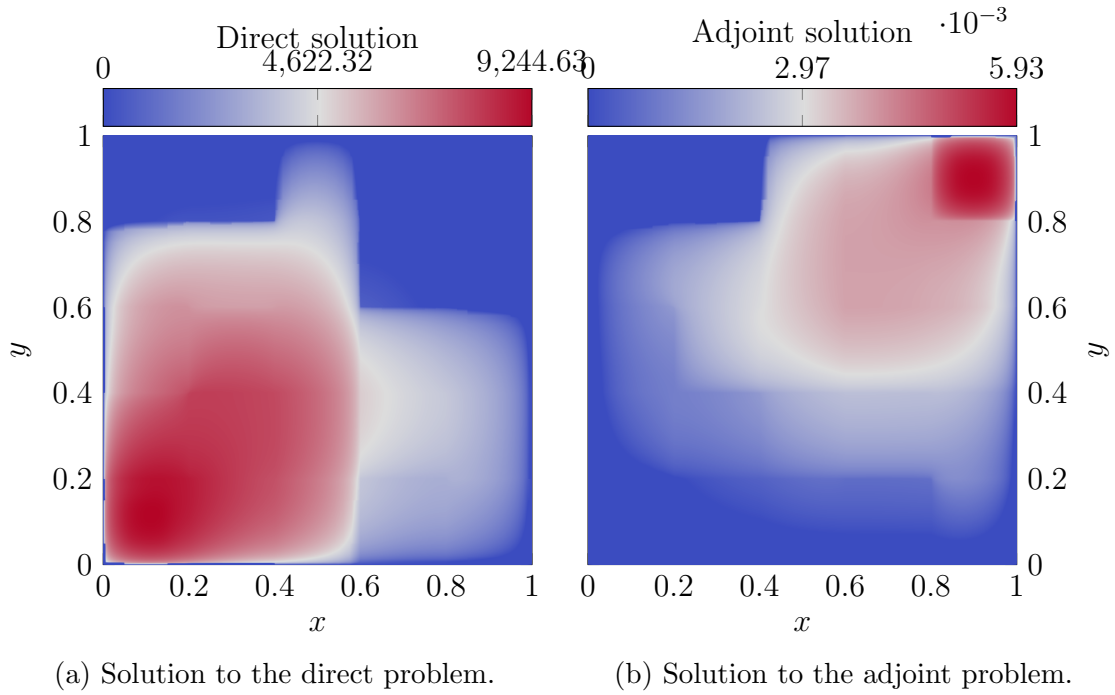 Direct solution
0 4,622.32 9,244.63
1
0.8
0.6
0.4
0.2
0
y
0 0.2 0.4 0.6 0.8 1
x
(a) Solution to the direct problem.
Adjoint solution ·10⁻³
0 2.97 5.93
1
0.8
0.6
0.4
0.2
0
y
0 0.2 0.4 0.6 0.8 1
x
(b) Solution to the adjoint problem.